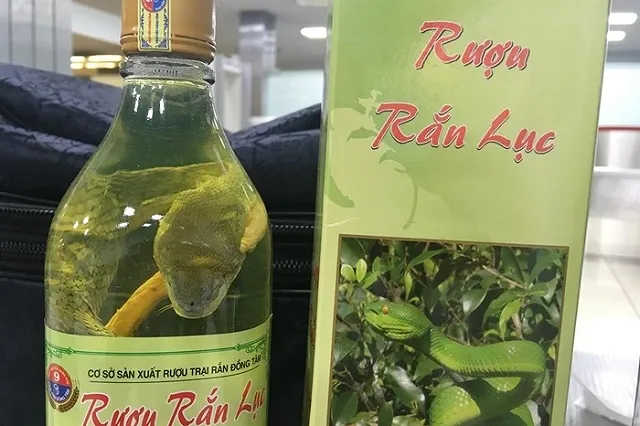 Rượu
Rắn Lục
CƠ SỞ SẢN XUẤT RƯỢU TRẠI RẮN ĐỒNG TÂM
Rượu Rắn Lục